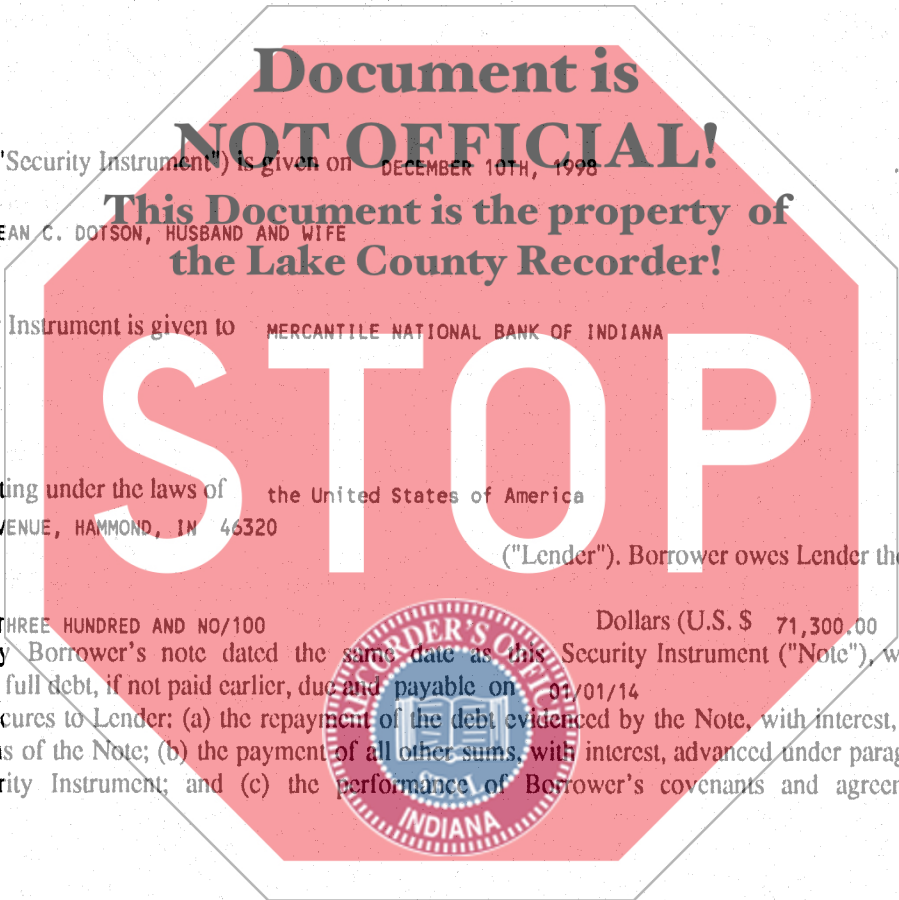 Document is
NOT OFFICIAL!
"Security Instrument") is given on DECEMBER 10TH, 1998
This Document is the property of
EAN C. DOTSON, HUSBAND AND WIFE
the Lake County Recorder!
Instrument is given to MERCANTILE NATIONAL BANK OF INDIANA
STOP
ting under the laws of the United States of America
VENUE, HAMMOND, IN 46320
("Lender"). Borrower owes Lender the
THREE HUNDRED AND NO/100 Dollars (U.S. $ 71,300.00
y Borrower's note dated the same date as this Security Instrument ("Note"), w
full debt, if not paid earlier, due and payable on 01/01/14
cures to Lender: (a) the repayment of the debt evidenced by the Note, with interest,
s of the Note; (b) the payment of all other sums, with interest, advanced under parag
rity Instrument; and (c) the performance of Borrower's covenants and agreer
RECORDER'S OFFICE
SEAL
INDIANA